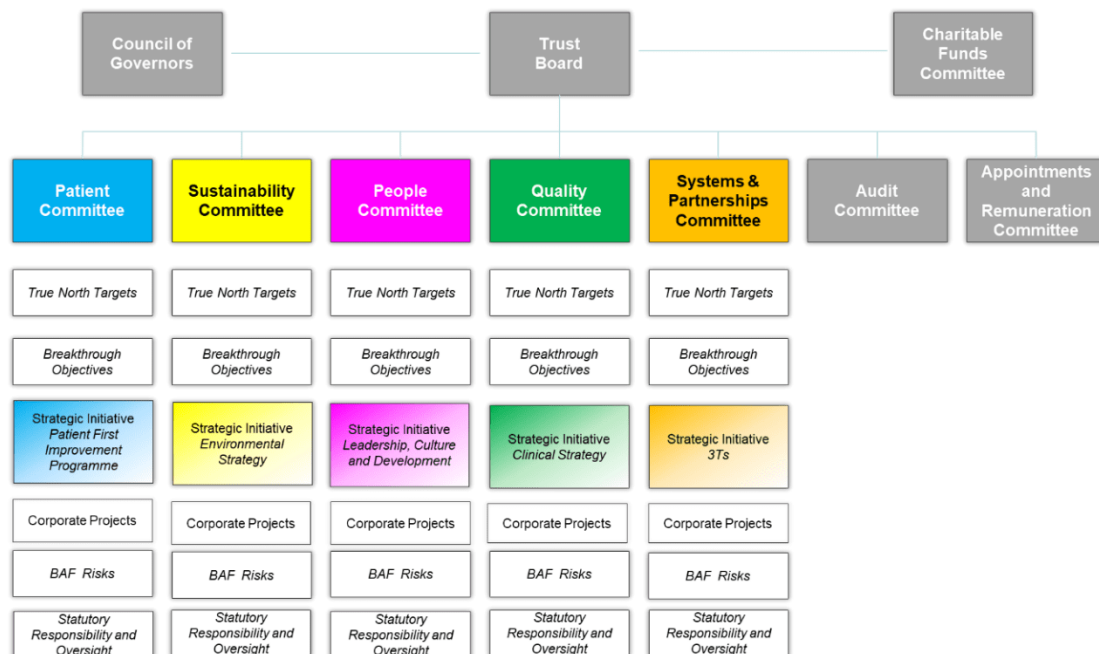 Council of
Governors
Trust
Board
Charitable
Funds
Committee
Patient
Committee
Sustainability
Committee
People
Committee
Quality
Committee
Systems &
Partnerships
Committee
Audit
Committee
Appointments
and
Remuneration
Committee
True North Targets
True North Targets
True North Targets
True North Targets
True North Targets
Breakthrough
Objectives
Breakthrough
Objectives
Breakthrough
Objectives
Breakthrough
Objectives
Breakthrough
Objectives
Strategic Initiative
Patient First
Improvement
Programme
Strategic Initiative
Environmental
Strategy
Strategic Initiative
Leadership, Culture
and Development
Strategic Initiative
Clinical Strategy
Strategic Initiative
3Ts
Corporate Projects
Corporate Projects
Corporate Projects
Corporate Projects
Corporate Projects
BAF Risks
BAF Risks
BAF Risks
BAF Risks
BAF Risks
Statutory
Responsibility and
Oversight
Statutory
Responsibility and
Oversight
Statutory
Responsibility and
Oversight
Statutory
Responsibility and
Oversight
Statutory
Responsibility and
Oversight